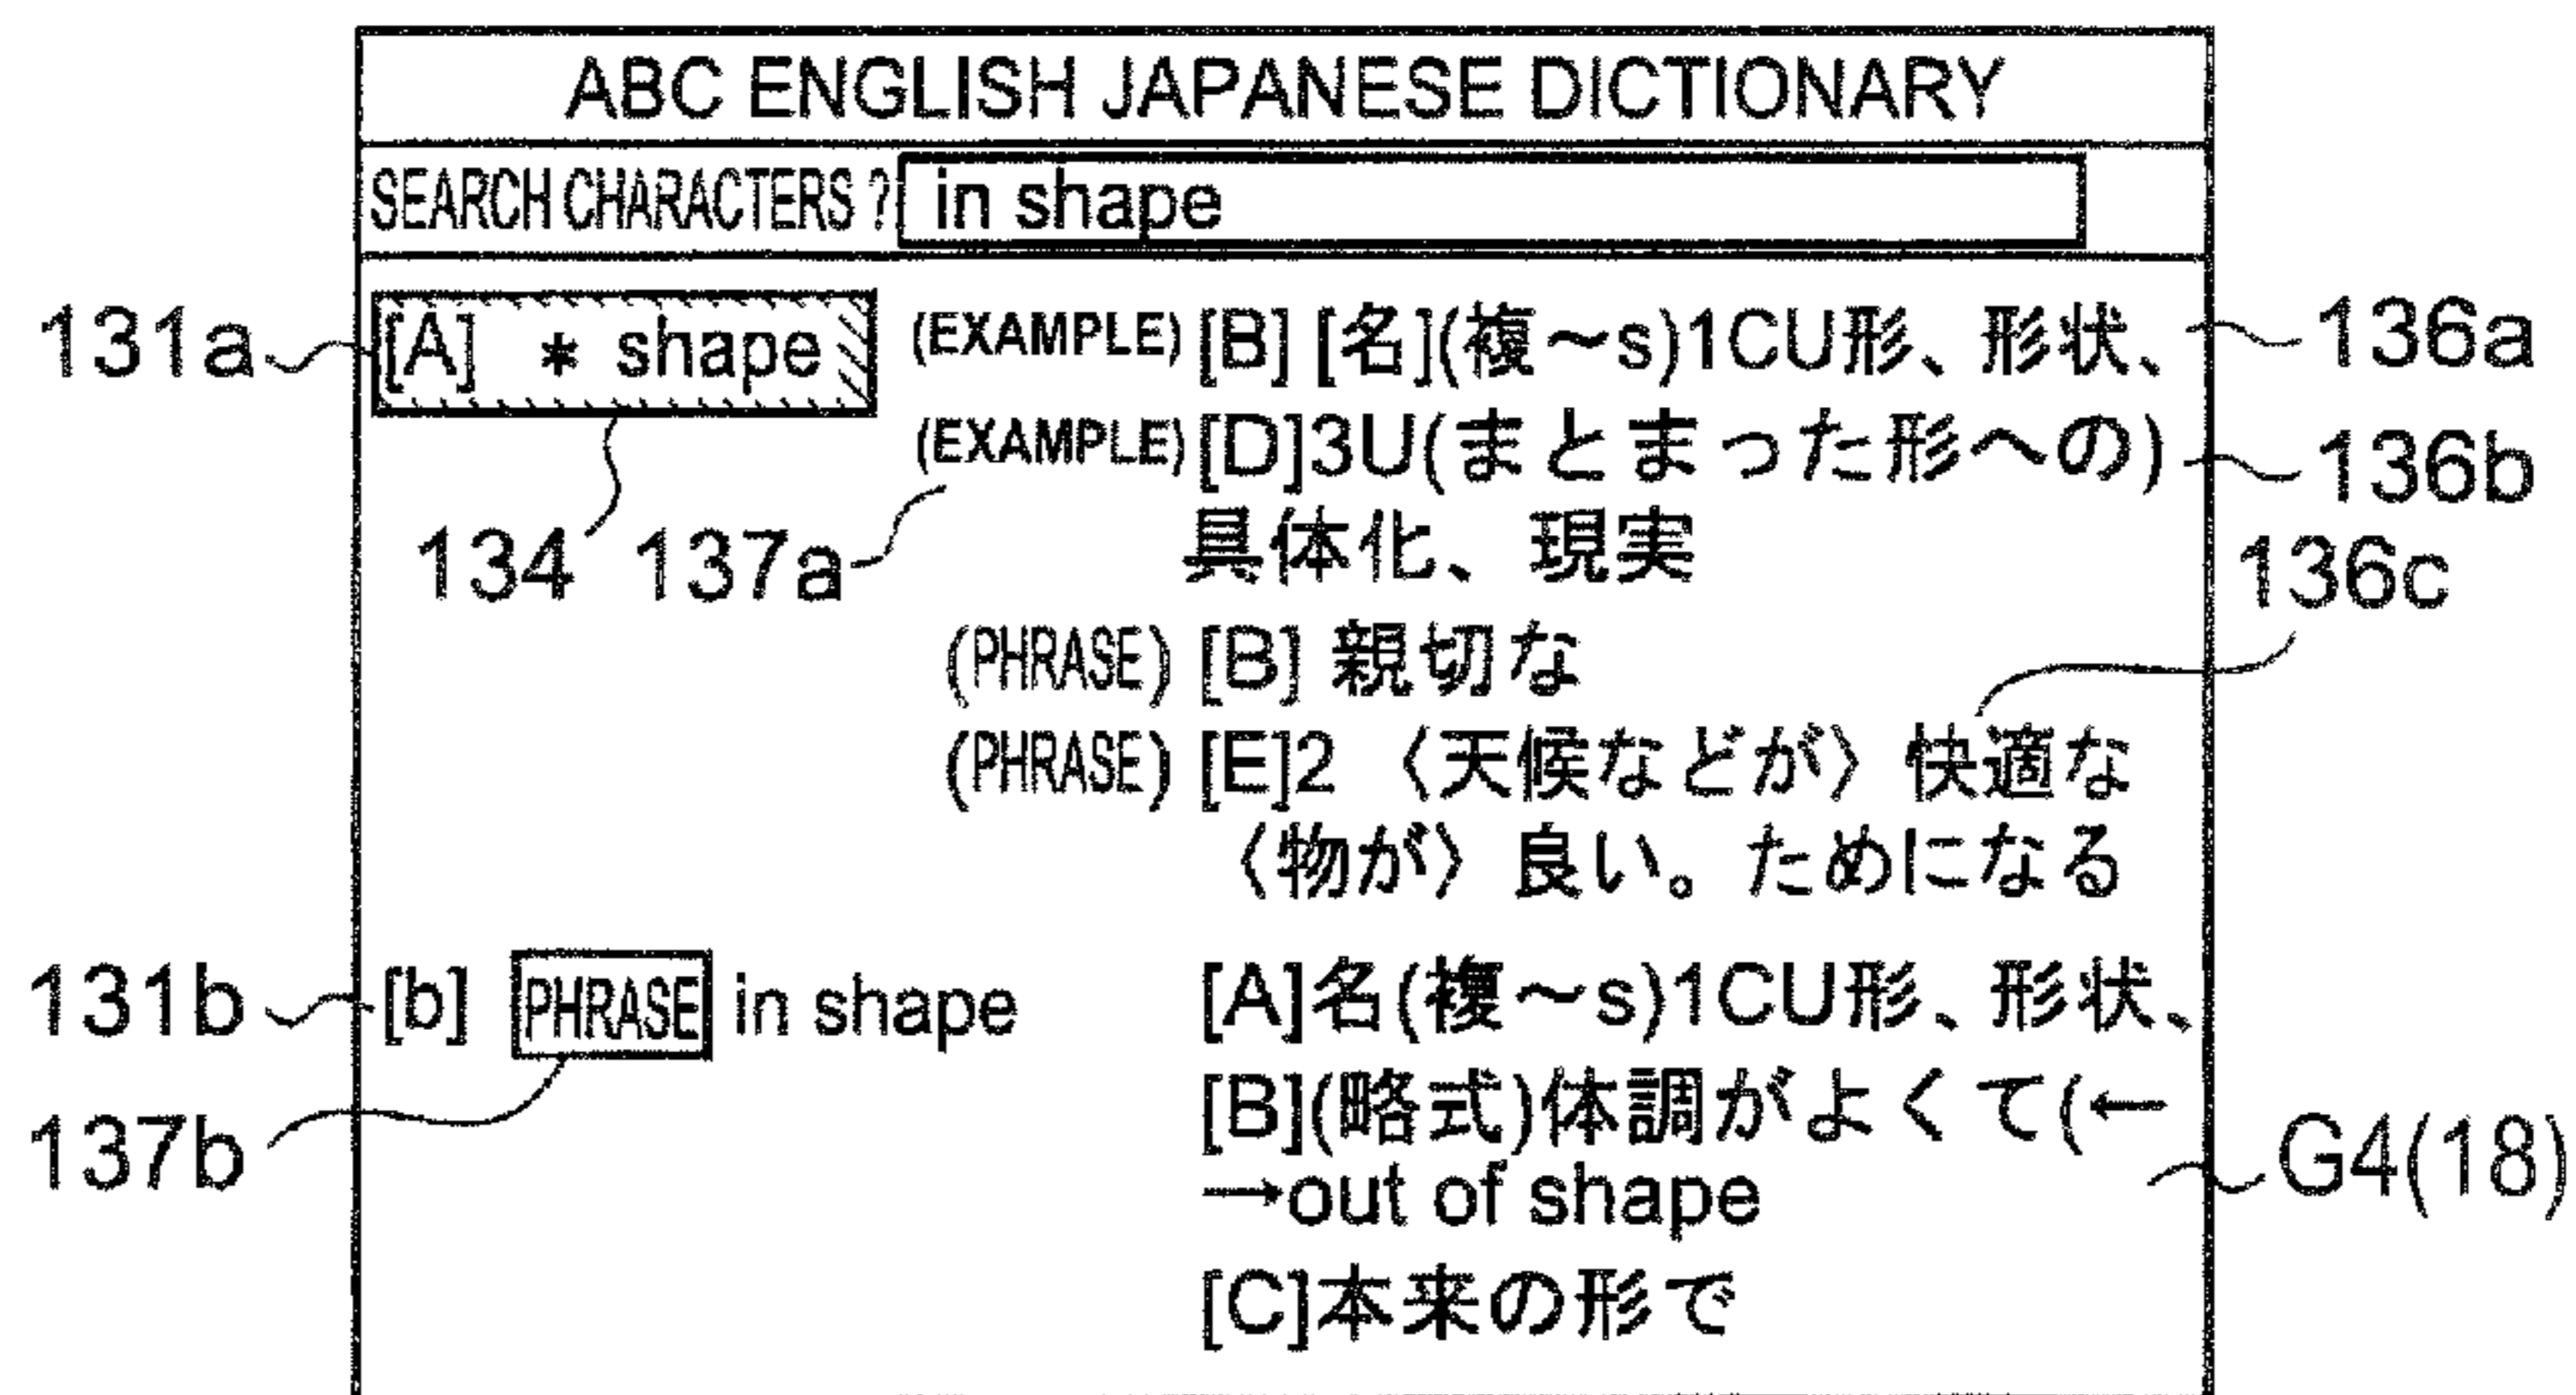 ABC ENGLISH JAPANESE DICTIONARY
SEARCH CHARACTERS ? in shape
131a [A] * shape (EXAMPLE) [B] [名](複～s)1CU形、形状、 136a
(EXAMPLE) [D]3U(まとまった形への) 136b
134 137a 具体化、現実 136c
(PHRASE) [B] 親切な
(PHRASE) [E]2 〈天候などが〉快適な
〈物が〉良い。ためになる
131b [b] PHRASE in shape [A]名(複～s)1CU形、形状、
137b [B](略式)体調がよくて(←
→out of shape G4(18)
[C]本来の形で